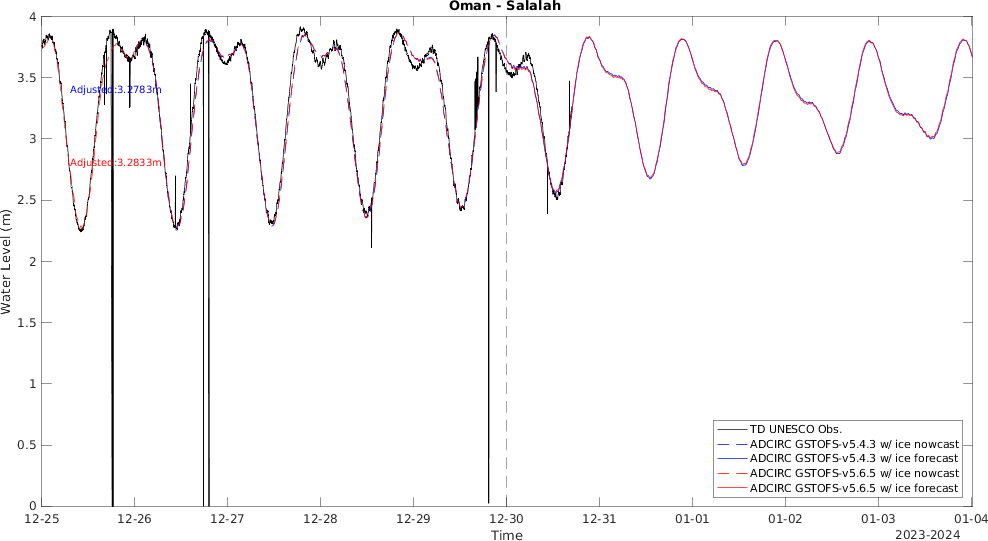 Oman - Salalah
4
3.5
3
2.5
2
1.5
1
0.5
0
Water Level (m)
Adjusted:3.2783m
Adjusted:3.2833m
TD UNESCO Obs.
ADCIRC GSTOFS-v5.4.3 w/ ice nowcast
ADCIRC GSTOFS-v5.4.3 w/ ice forecast
ADCIRC GSTOFS-v5.6.5 w/ ice nowcast
ADCIRC GSTOFS-v5.6.5 w/ ice forecast
12-25 12-26 12-27 12-28 12-29 12-30 12-31 01-01 01-02 01-03 01-04
Time
2023-2024